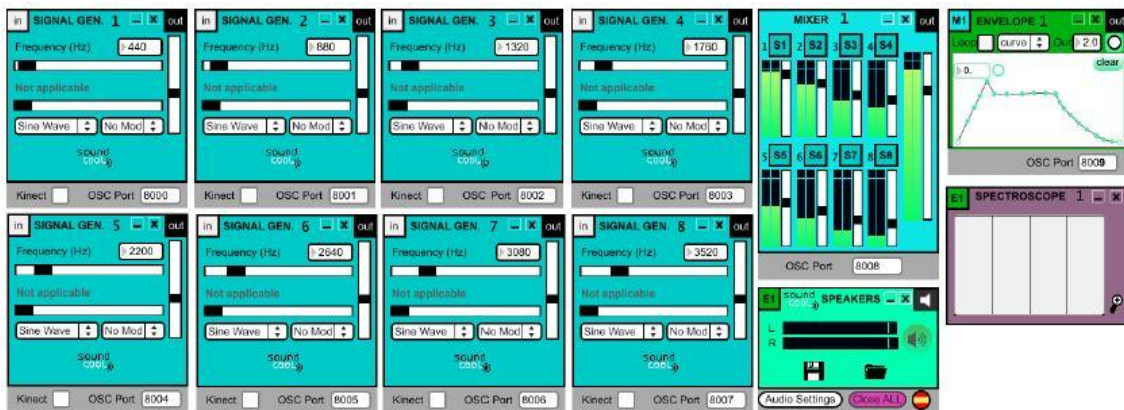 in SIGNAL GEN. 1 out
Frequency (Hz) 440
Not applicable
Sine Wave No Mod
sound
cool
Kinect OSC Port 8000
in SIGNAL GEN. 2 out
Frequency (Hz) 880
Not applicable
Sine Wave No Mod
sound
cool
Kinect OSC Port 8001
in SIGNAL GEN. 3 out
Frequency (Hz) 1320
Not applicable
Sine Wave No Mod
sound
cool
Kinect OSC Port 8002
in SIGNAL GEN. 4 out
Frequency (Hz) 1760
Not applicable
Sine Wave No Mod
sound
cool
Kinect OSC Port 8003
MIXER 1 out
1 S1 2 S2 3 S3 4 S4
5 S5 6 S6 7 S7 8 S8
OSC Port 8008
M1 ENVELOPE 1 out
Loop curve Dur 2.0
clear
0.
OSC Port 8009
in SIGNAL GEN. 5 out
Frequency (Hz) 2200
Not applicable
Sine Wave No Mod
sound
cool
Kinect OSC Port 8004
in SIGNAL GEN. 6 out
Frequency (Hz) 2640
Not applicable
Sine Wave No Mod
sound
cool
Kinect OSC Port 8005
in SIGNAL GEN. 7 out
Frequency (Hz) 3080
Not applicable
Sine Wave No Mod
sound
cool
Kinect OSC Port 8006
in SIGNAL GEN. 8 out
Frequency (Hz) 3520
Not applicable
Sine Wave No Mod
sound
cool
Kinect OSC Port 8007
E1 sound cool SPEAKERS
L
R
Audio Settings Close ALL
E1 SPECTROSCOPE 1